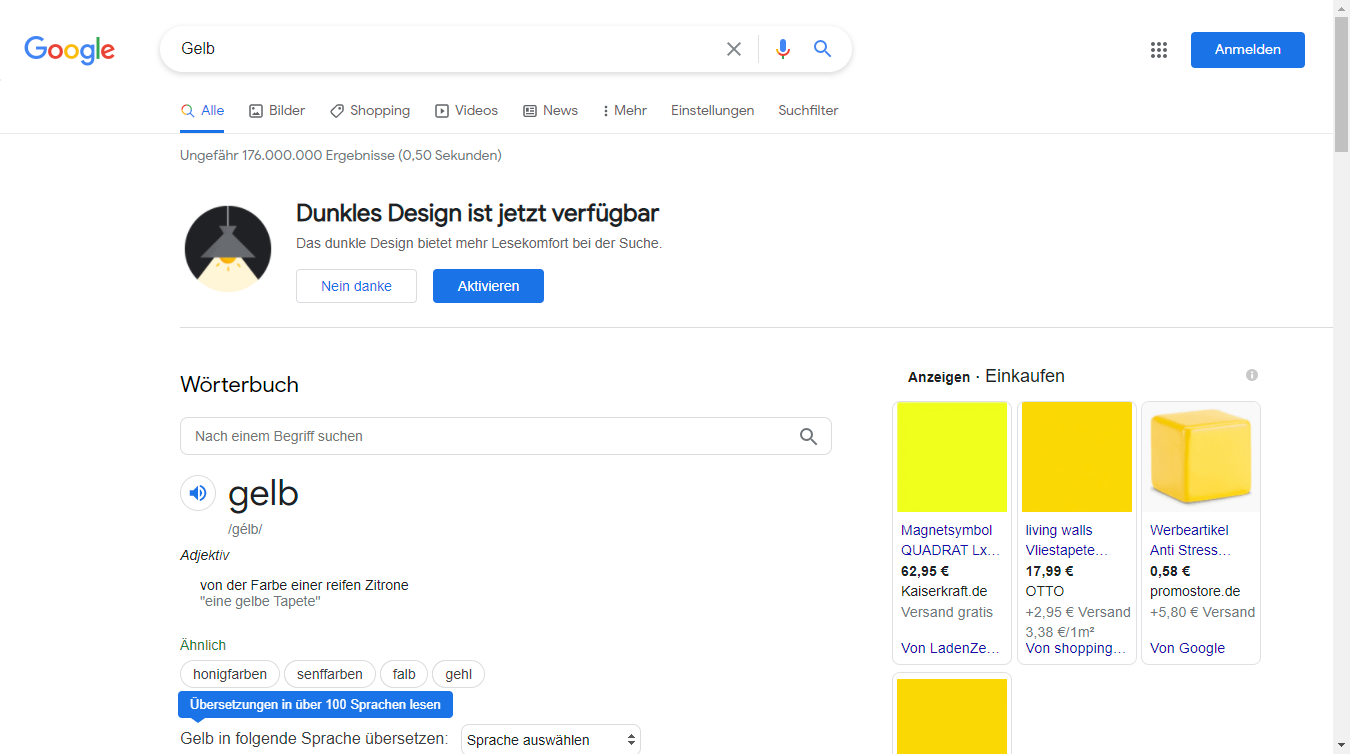 Google
Gelb
Anmelden
Alle
Bilder
Shopping
Videos
News
Mehr
Einstellungen
Suchfilter
Ungefähr 176.000.000 Ergebnisse (0,50 Sekunden)
Dunkles Design ist jetzt verfügbar
Das dunkle Design bietet mehr Lesekomfort bei der Suche.
Nein danke
Aktivieren
Wörterbuch
Nach einem Begriff suchen
gelb
/gélb/
Adjektiv
von der Farbe einer reifen Zitrone
"eine gelbe Tapete"
Ähnlich
honigfarben
senffarben
falb
gehl
Übersetzungen in über 100 Sprachen lesen
Gelb in folgende Sprache übersetzen:
Sprache auswählen
Anzeigen · Einkaufen
Magnetsymbol
QUADRAT Lx...
62,95 €
Kaiserkraft.de
Versand gratis
Von LadenZe...
living walls
Vliestapete...
17,99 €
OTTO
+2,95 € Versand
3,38 €/1m²
Von shopping...
Werbeartikel
Anti Stress...
0,58 €
promostore.de
+5,80 € Versand
Von Google